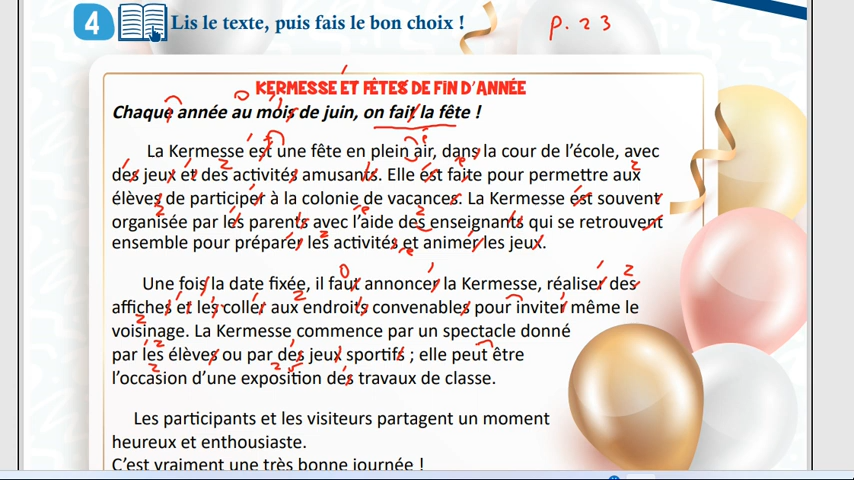 4 Lis le texte, puis fais le bon choix !
p. 23
KERMESSE ET FÊTES DE FIN D'ANNÉE
Chaque année au mois de juin, on fait la fête !
La Kermesse est une fête en plein air, dans la cour de l'école, avec
des jeux et des activités amusants. Elle est faite pour permettre aux
élèves de participer à la colonie de vacances. La Kermesse est souvent
organisée par les parents avec l'aide des enseignants qui se retrouvent
ensemble pour préparer les activités et animer les jeux.
Une fois la date fixée, il faut annoncer la Kermesse, réaliser des
affiches et les coller aux endroits convenables pour inviter même le
voisinage. La Kermesse commence par un spectacle donné
par les élèves ou par des jeux sportifs ; elle peut être
l'occasion d'une exposition des travaux de classe.
Les participants et les visiteurs partagent un moment
heureux et enthousiaste.
C'est vraiment une très bonne journée !